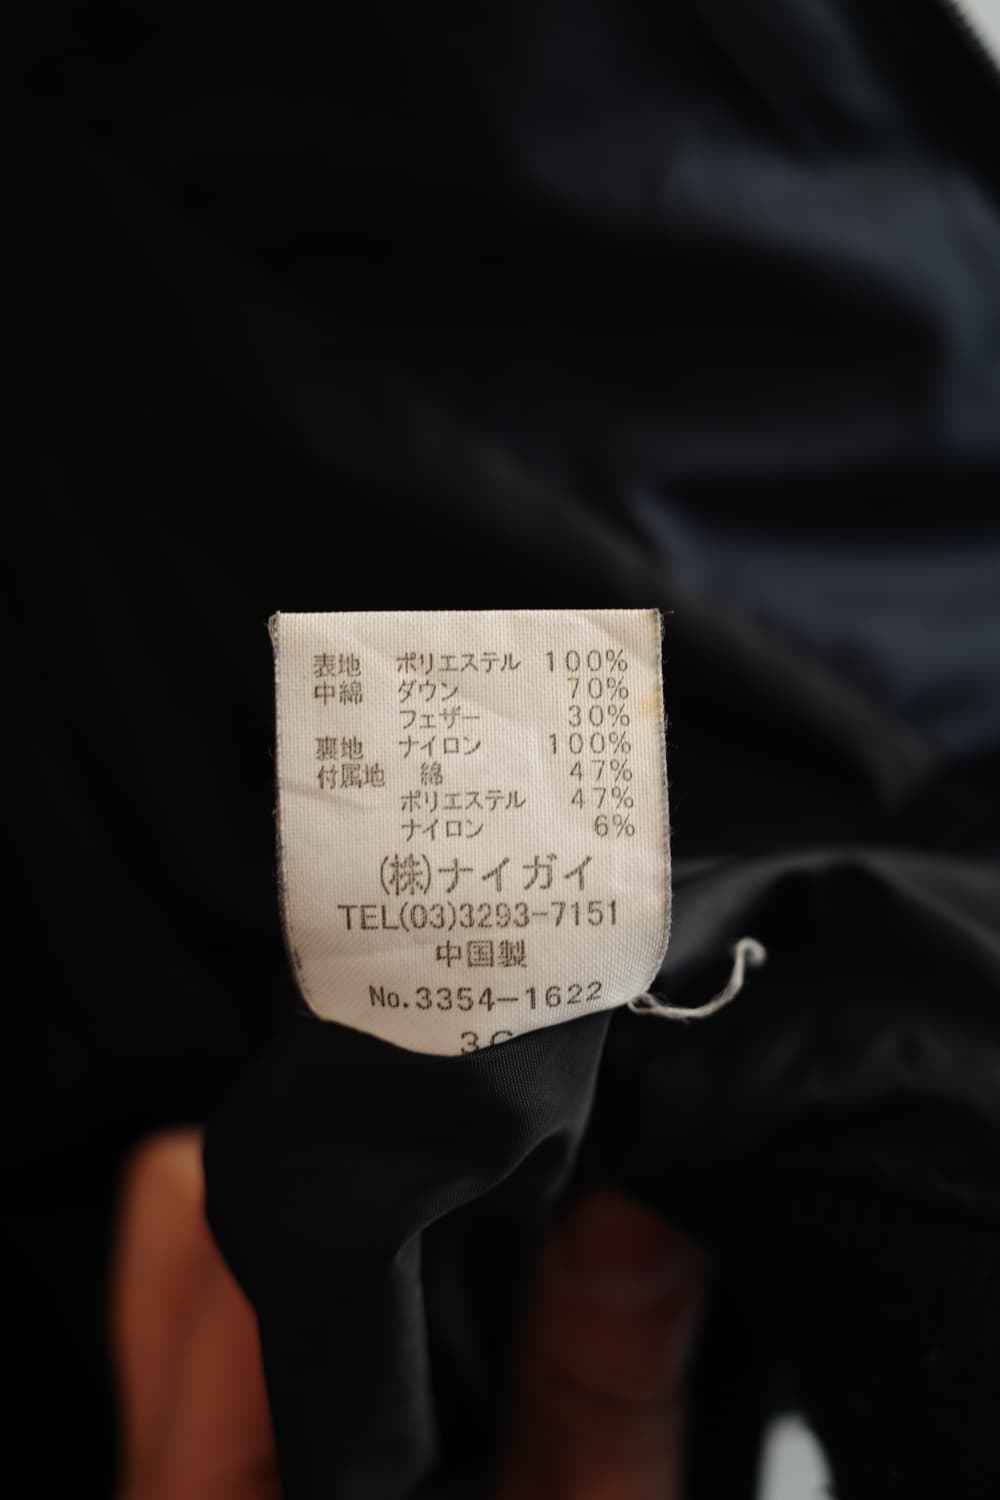 表地 ポリエステル 100%
中綿 ダウン 70%
フェザー 30%
裏地 ナイロン 100%
付属地 綿 47%
ポリエステル 47%
ナイロン 6%
(株)ナイガイ
TEL(03)3293-7151
中国製
No.3354-1622